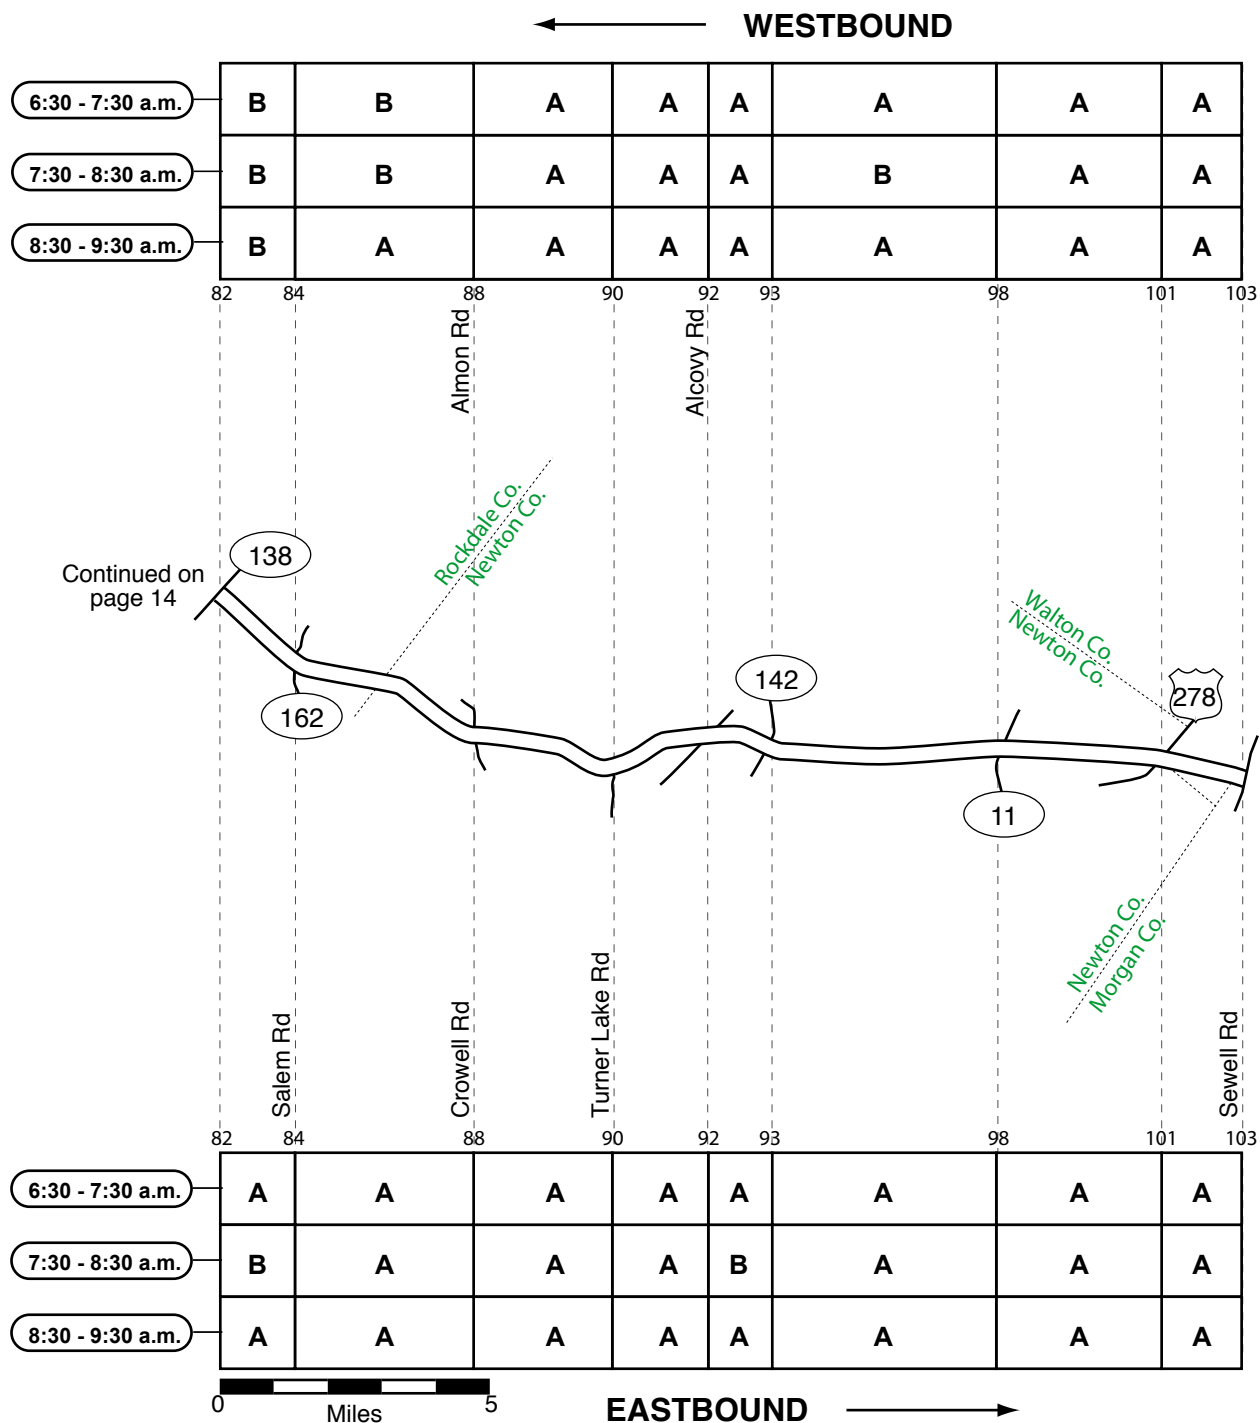 WESTBOUND
6:30 - 7:30 a.m. B B A A A A A A
7:30 - 8:30 a.m. B B A A A B A A
8:30 - 9:30 a.m. B A A A A A A A
82 84 88 90 92 93 98 101 103
Almon Rd
Alcovy Rd
Rockdale Co.
Newton Co.
138
Continued on
page 14
162
142
Walton Co.
Newton Co.
278
11
Newton Co.
Morgan Co.
Salem Rd
Crowell Rd
Turner Lake Rd
Sewell Rd
82 84 88 90 92 93 98 101 103
6:30 - 7:30 a.m. A A A A A A A A
7:30 - 8:30 a.m. B A A A B A A A
8:30 - 9:30 a.m. A A A A A A A A
0 5
Miles
EASTBOUND